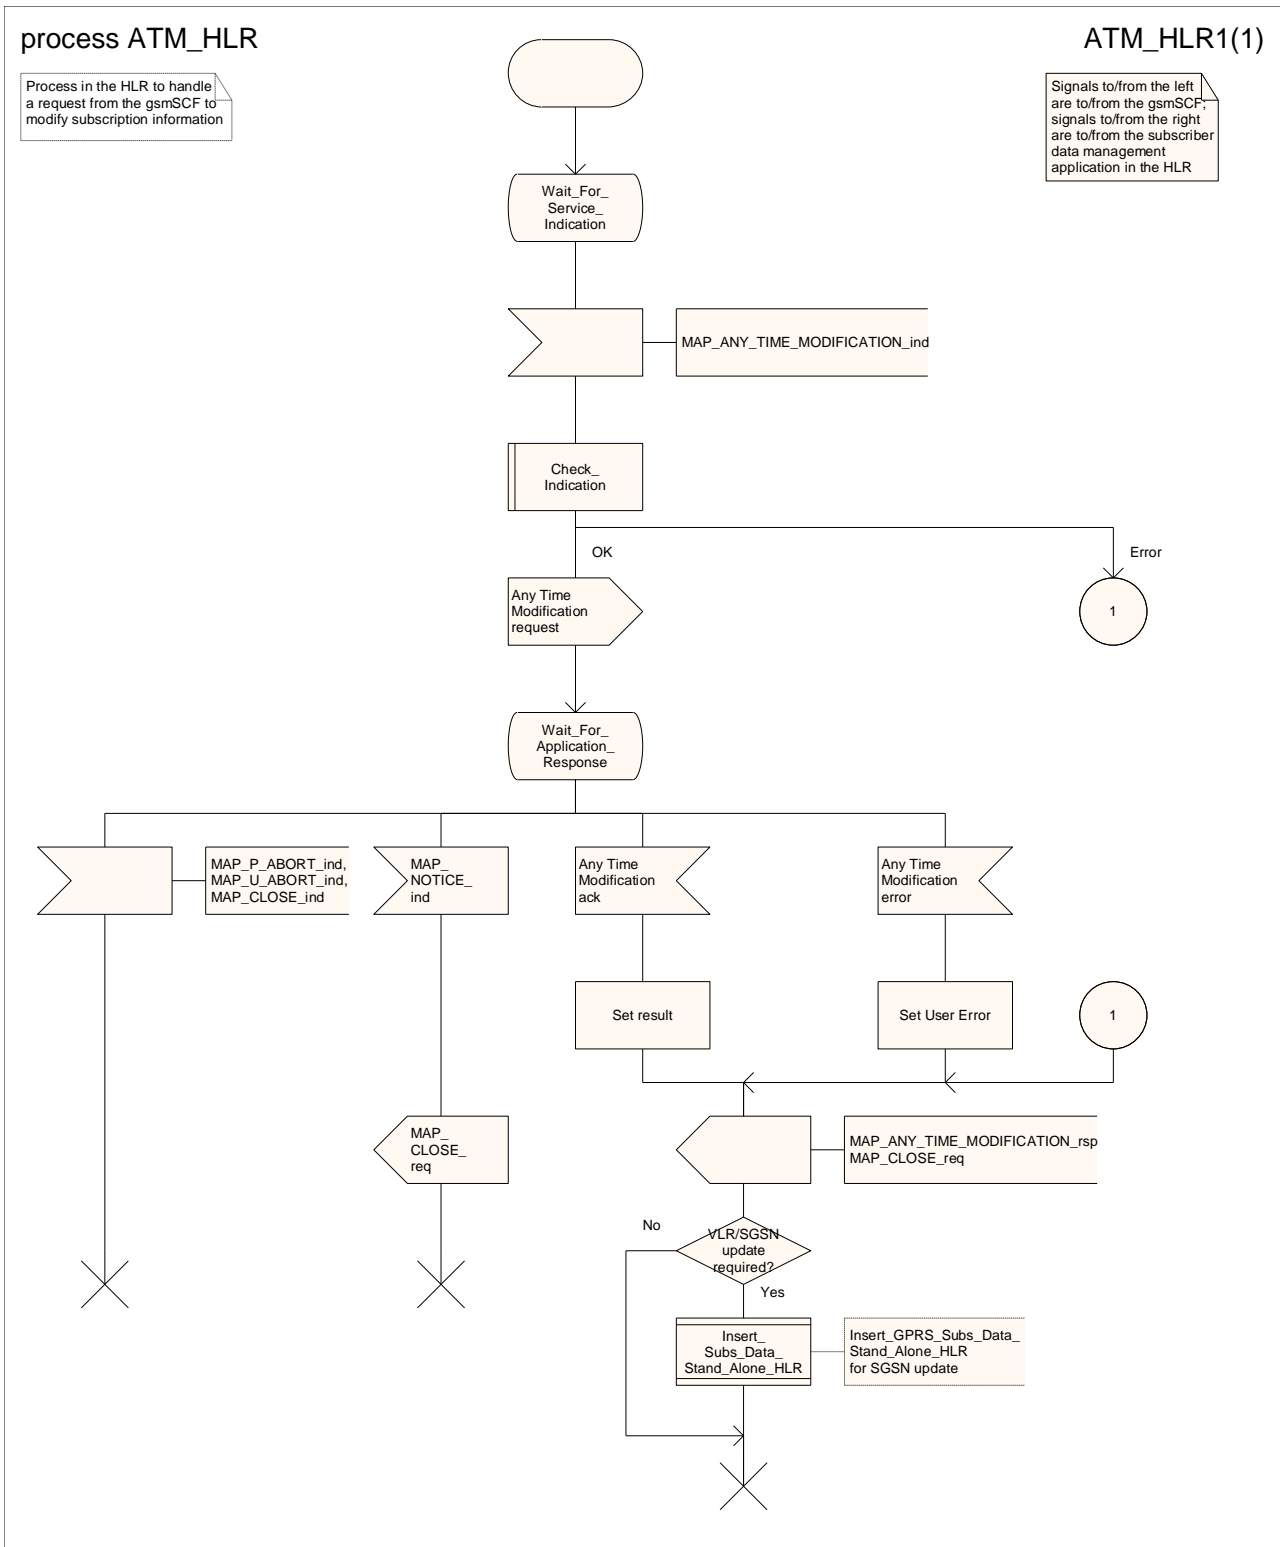 process ATM_HLR
ATM_HLR1(1)
Process in the HLR to handle
a request from the gsmSCF to
modify subscription information
Signals to/from the left
are to/from the gsmSCF;
signals to/from the right
are to/from the subscriber
data management
application in the HLR
Wait_For_
Service_
Indication
MAP_ANY_TIME_MODIFICATION_ind
Check_
Indication
OK
Error
Any Time
Modification
request
1
Wait_For_
Application_
Response
MAP_P_ABORT_ind,
MAP_U_ABORT_ind,
MAP_CLOSE_ind
MAP_
NOTICE_
ind
Any Time
Modification
ack
Any Time
Modification
error
Set result
Set User Error
1
MAP_
CLOSE_
req
MAP_ANY_TIME_MODIFICATION_rsp
MAP_CLOSE_req
No
VLR/SGSN
update
required?
Yes
Insert_
Subs_Data_
Stand_Alone_HLR
Insert_GPRS_Subs_Data_
Stand_Alone_HLR
for SGSN update